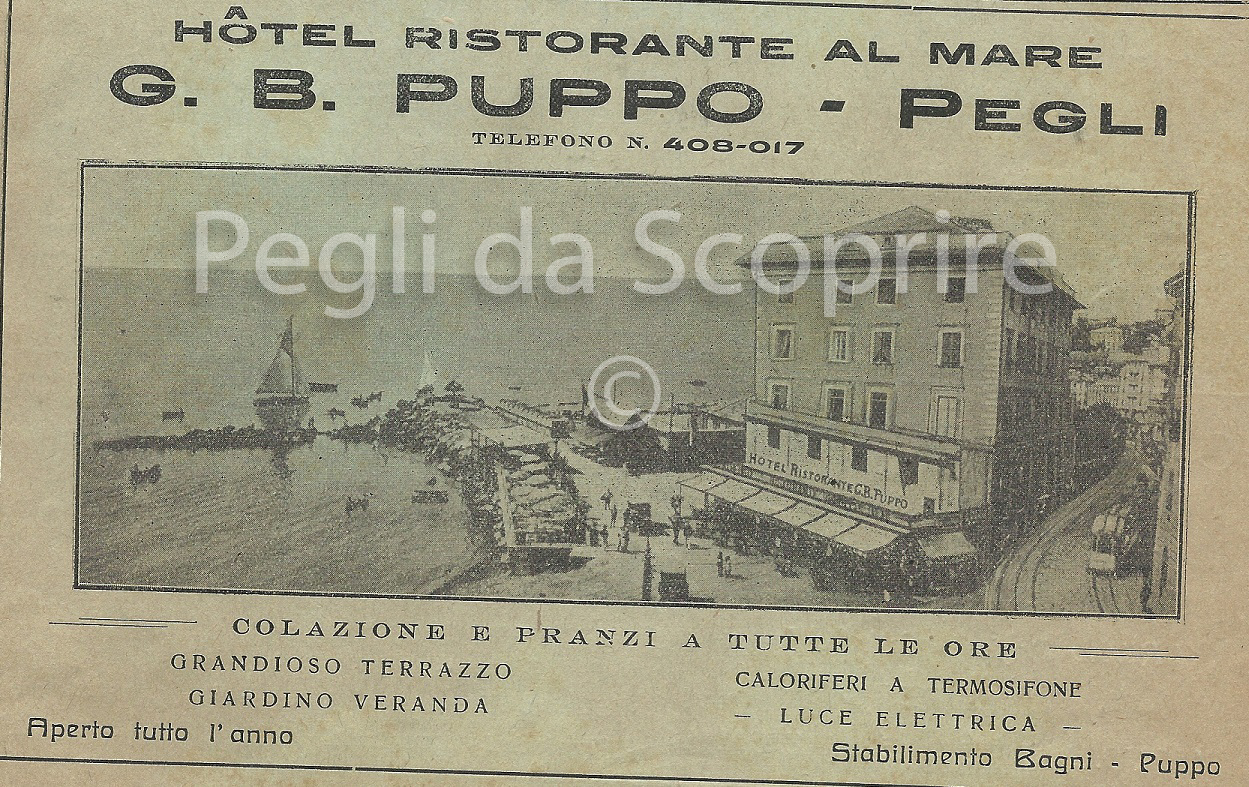 HÔTEL RISTORANTE AL MARE
G. B. PUPPO - PEGLI
TELEFONO N. 408-017
Pegli da Scoprire
©
HOTEL RISTORANTE G.B. PUPPO
COLAZIONE E PRANZI A TUTTE LE ORE
GRANDIOSO TERRAZZO
GIARDINO VERANDA
Aperto tutto l'anno
CALORIFERI A TERMOSIFONE
— LUCE ELETTRICA —
Stabilimento Bagni - Puppo